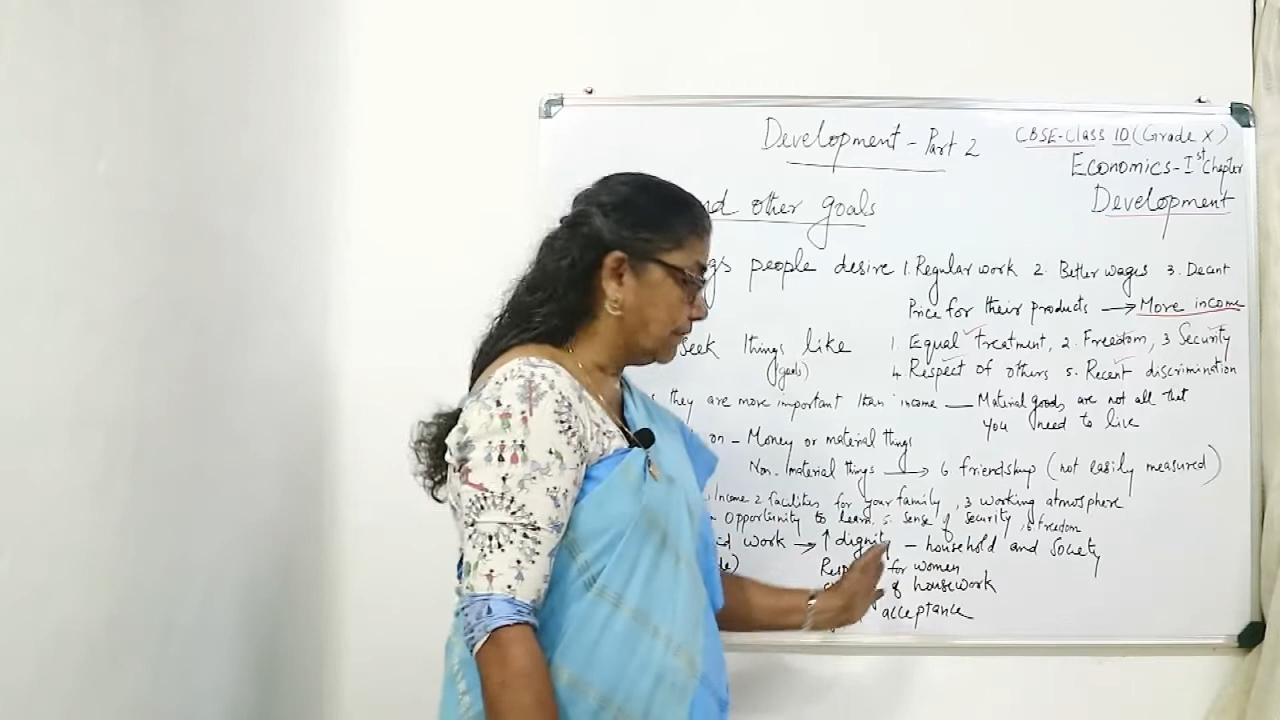 Development - Part 2
CBSE-Class 10 (Grade X)
Economics - Ist Chapter
Development
nd other goals
gs people desire 1. Regular work 2. Better wages 3. Decent
Price for their products → More income
Seek things like 1. Equal treatment, 2. Freedom, 3 Security
(goals) 4. Respect of others 5. Recent discrimination
s they are more important than income — Material goods are not all that
you need to live
on - Money or material things
Non-material things → 6 friendship (not easily measured)
Income 2 facilities for your family, 3 working atmosphere
Opportunity to learn, 5. Sense of security, 6 Freedom
id work → ↑ dignity - household and Society
for women
of housework
acceptance